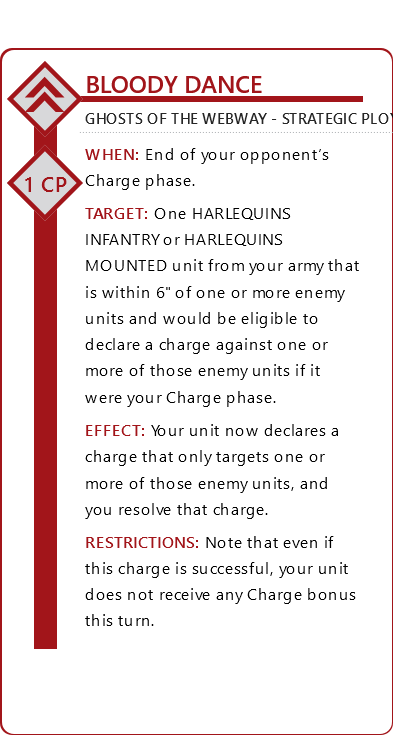 BLOODY DANCE
GHOSTS OF THE WEBWAY - STRATEGIC PLOY
1 CP
WHEN: End of your opponent's
Charge phase.
TARGET: One HARLEQUINS
INFANTRY or HARLEQUINS
MOUNTED unit from your army that
is within 6" of one or more enemy
units and would be eligible to
declare a charge against one or
more of those enemy units if it
were your Charge phase.
EFFECT: Your unit now declares a
charge that only targets one or
more of those enemy units, and
you resolve that charge.
RESTRICTIONS: Note that even if
this charge is successful, your unit
does not receive any Charge bonus
this turn.